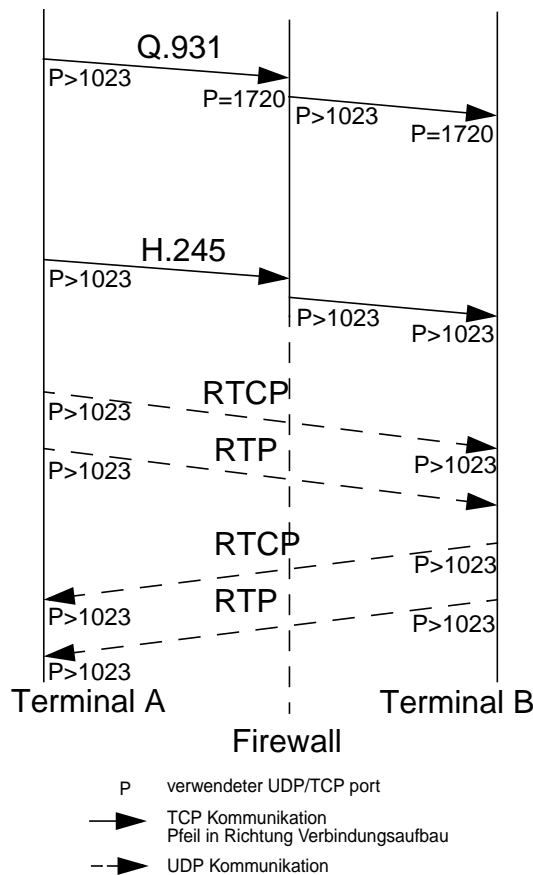 Q.931
P>1023
P=1720
P>1023
P=1720
H.245
P>1023
P>1023
P>1023
RTCP
P>1023
RTP
P>1023
P>1023
RTCP
P>1023
RTP
P>1023
P>1023
P>1023
Terminal A
Terminal B
Firewall
P verwendeter UDP/TCP port
TCP Kommunikation
Pfeil in Richtung Verbindungsaufbau
UDP Kommunikation